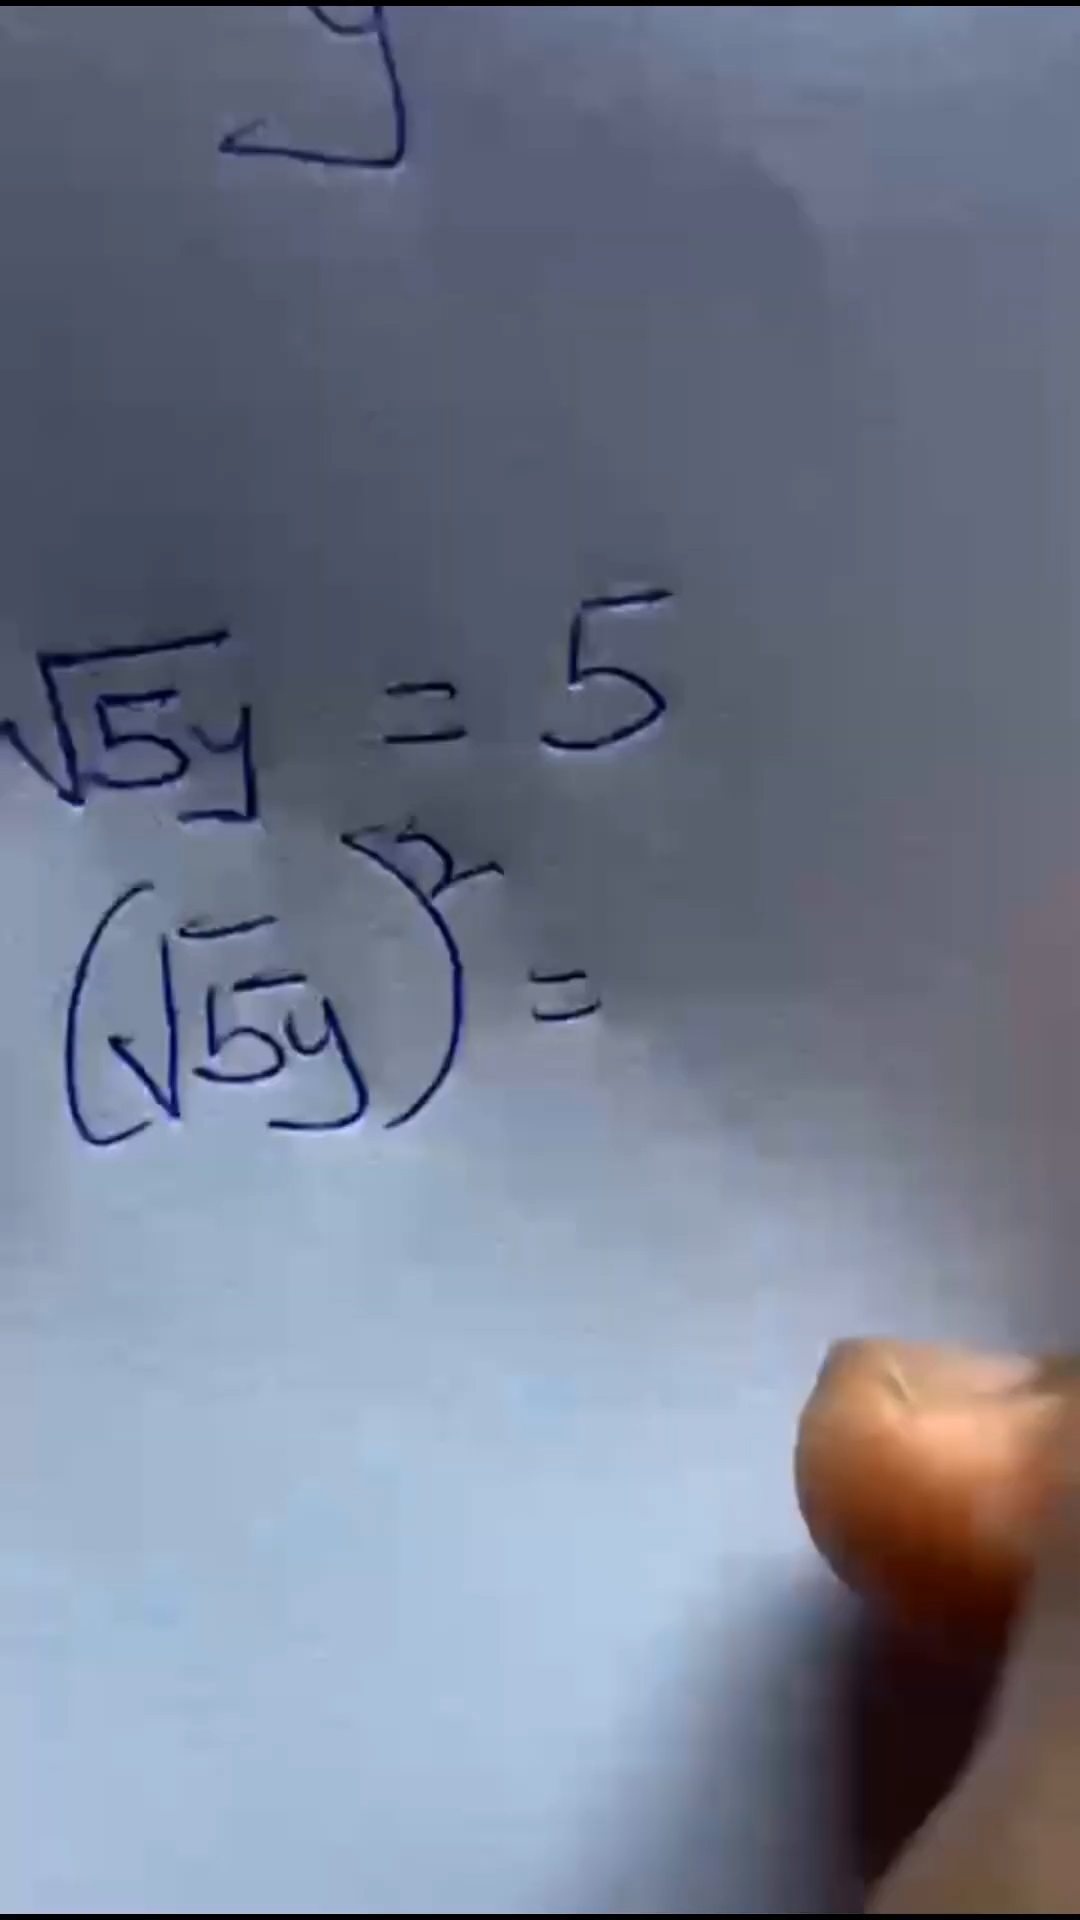 y
√5y = 5
(√5y)² =